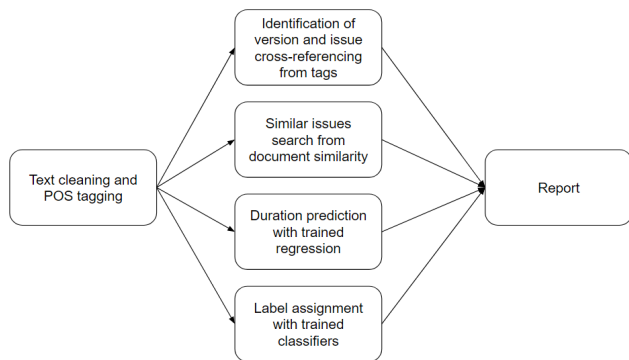 Text cleaning and
POS tagging
Identification of
version and issue
cross-referencing
from tags
Similar issues
search from
document similarity
Duration prediction
with trained
regression
Label assignment
with trained
classifiers
Report